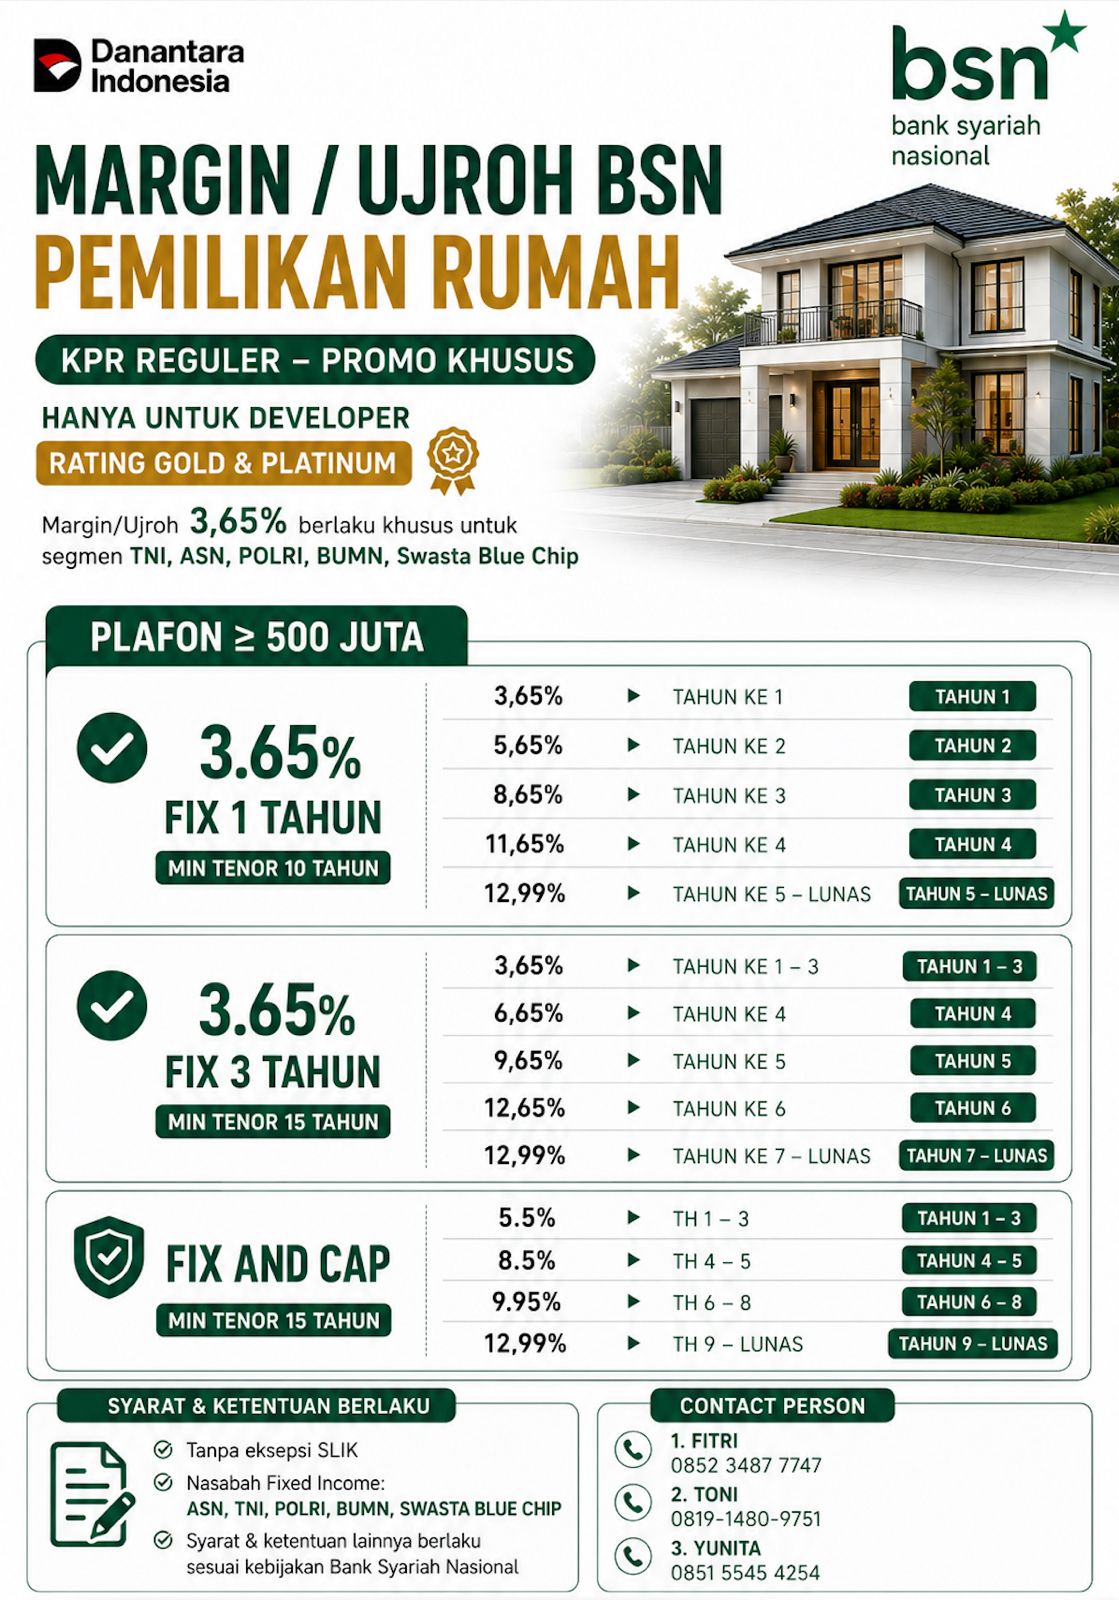 Danantara
Indonesia
bsn
bank syariah
nasional
MARGIN / UJROH BSN
PEMILIKAN RUMAH
KPR REGULER – PROMO KHUSUS
HANYA UNTUK DEVELOPER
RATING GOLD & PLATINUM
Margin/Ujroh 3,65% berlaku khusus untuk
segmen TNI, ASN, POLRI, BUMN, Swasta Blue Chip
PLAFON ≥ 500 JUTA
3.65%
FIX 1 TAHUN
MIN TENOR 10 TAHUN
3,65% ▶ TAHUN KE 1 TAHUN 1
5,65% ▶ TAHUN KE 2 TAHUN 2
8,65% ▶ TAHUN KE 3 TAHUN 3
11,65% ▶ TAHUN KE 4 TAHUN 4
12,99% ▶ TAHUN KE 5 – LUNAS TAHUN 5 – LUNAS
3.65%
FIX 3 TAHUN
MIN TENOR 15 TAHUN
3,65% ▶ TAHUN KE 1 – 3 TAHUN 1 – 3
6,65% ▶ TAHUN KE 4 TAHUN 4
9,65% ▶ TAHUN KE 5 TAHUN 5
12,65% ▶ TAHUN KE 6 TAHUN 6
12,99% ▶ TAHUN KE 7 – LUNAS TAHUN 7 – LUNAS
FIX AND CAP
MIN TENOR 15 TAHUN
5.5% ▶ TH 1 – 3 TAHUN 1 – 3
8.5% ▶ TH 4 – 5 TAHUN 4 – 5
9.95% ▶ TH 6 – 8 TAHUN 6 – 8
12,99% ▶ TH 9 – LUNAS TAHUN 9 – LUNAS
SYARAT & KETENTUAN BERLAKU
Tanpa eksepsi SLIK
Nasabah Fixed Income:
ASN, TNI, POLRI, BUMN, SWASTA BLUE CHIP
Syarat & ketentuan lainnya berlaku
sesuai kebijakan Bank Syariah Nasional
CONTACT PERSON
1. FITRI
0852 3487 7747
2. TONI
0819-1480-9751
3. YUNITA
0851 5545 4254